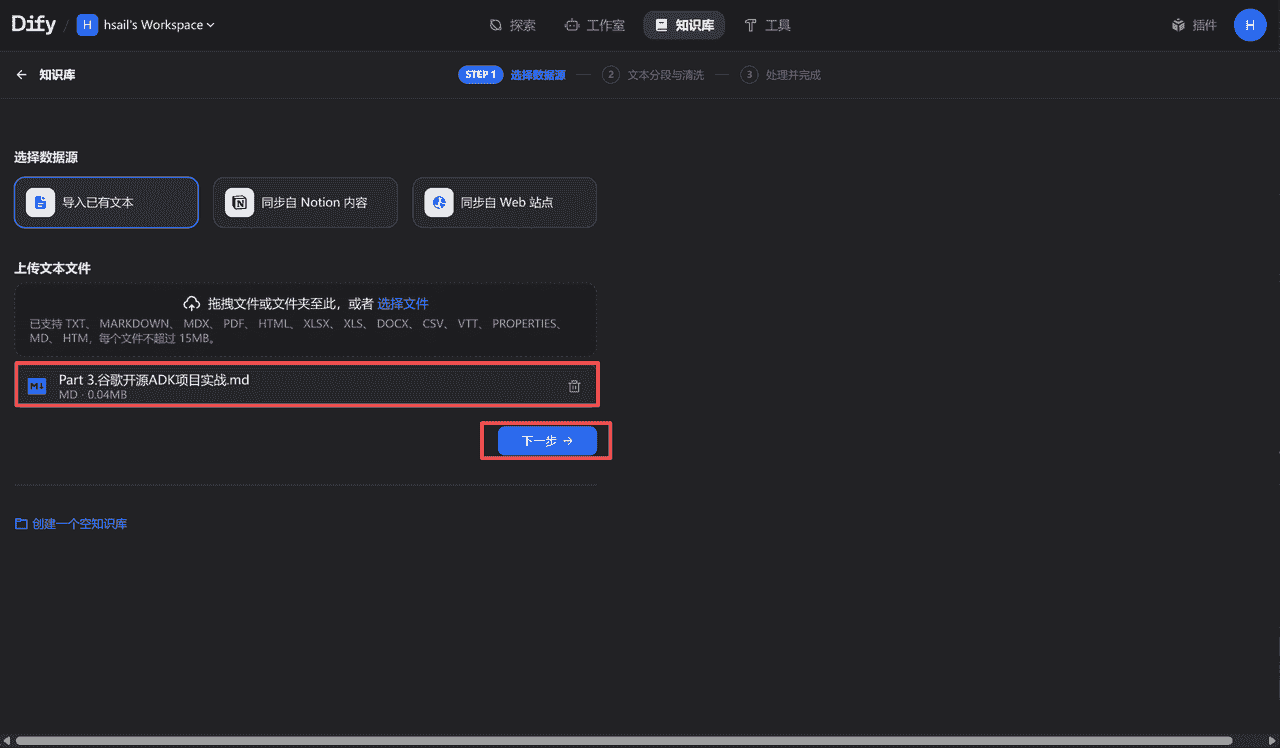 Dify / H hsail's Workspace 探索 工作室 知识库 工具 插件 H
知识库 STEP 1 选择数据源 2 文本分段与清洗 3 处理并完成
选择数据源
导入已有文本 同步自 Notion 内容 同步自 Web 站点
上传文本文件
拖拽文件或文件夹至此，或者 选择文件
已支持 TXT、 MARKDOWN、 MDX、 PDF、 HTML、 XLSX、 XLS、 DOCX、 CSV、 VTT、 PROPERTIES、
MD、 HTM，每个文件不超过 15MB。
Part 3.谷歌开源ADK项目实战.md
MD · 0.04MB
下一步 →
创建一个空知识库